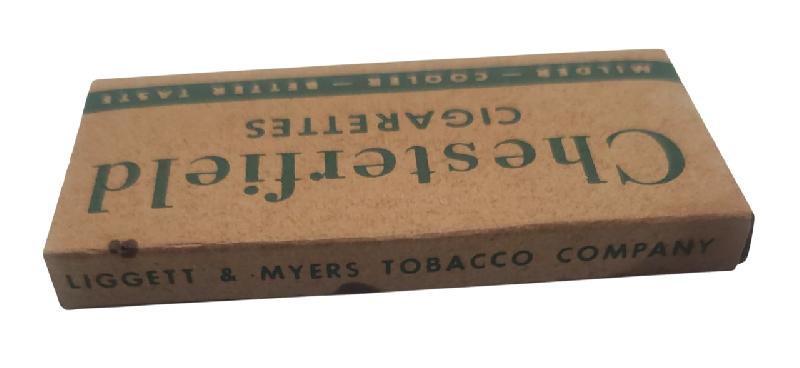 Chesterfield
CIGARETTES
MILDER — COOLER — BETTER TASTE
LIGGETT & MYERS TOBACCO COMPANY